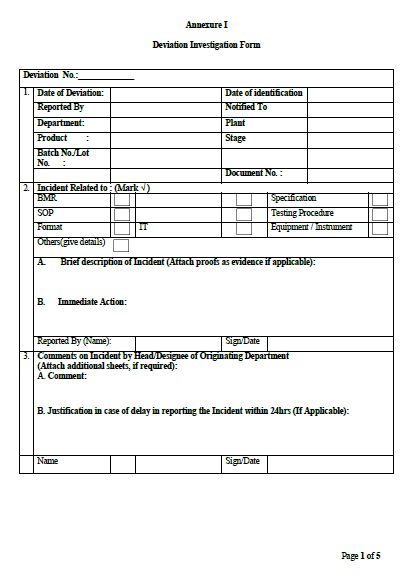 Annexure I
Deviation Investigation Form
Deviation No.:____________
1. Date of Deviation: Date of identification
Reported By Notified To
Department: Plant
Product : Stage
Batch No./Lot
No. :
Document No. :
2. Incident Related to : (Mark √ )
BMR Specification
SOP Testing Procedure
Format IT Equipment / Instrument
Others(give details)
A. Brief description of Incident (Attach proofs as evidence if applicable):
B. Immediate Action:
Reported By (Name): Sign/Date
3. Comments on Incident by Head/Designee of Originating Department
(Attach additional sheets, if required):
A. Comment:
B. Justification in case of delay in reporting the Incident within 24hrs (If Applicable):
Name Sign/Date
Page 1 of 5